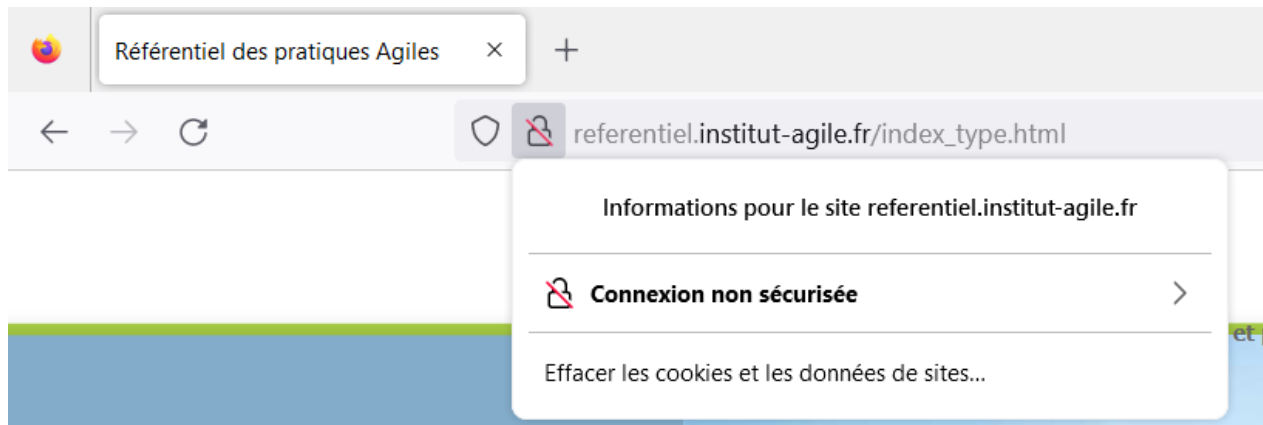 Référentiel des pratiques Agiles
referentiel.institut-agile.fr/index_type.html
Informations pour le site referentiel.institut-agile.fr
Connexion non sécurisée
et
Effacer les cookies et les données de sites...